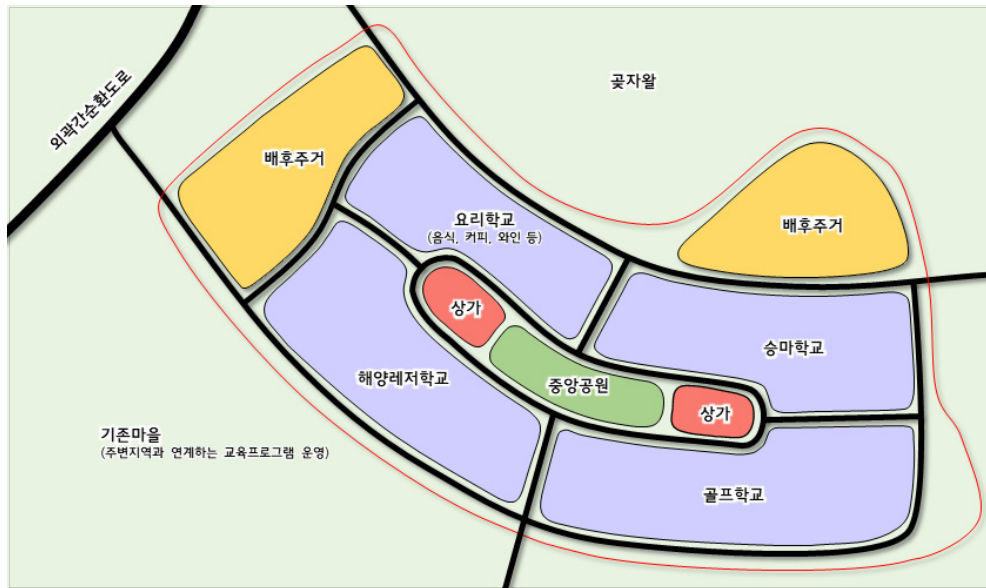 외곽간순환도로
곶자왈
배후주거
배후주거
요리학교
(음식, 커피, 와인 등)
상가
승마학교
해양레저학교
중앙공원
상가
기존마을
(주변지역과 연계하는 교육프로그램 운영)
골프학교